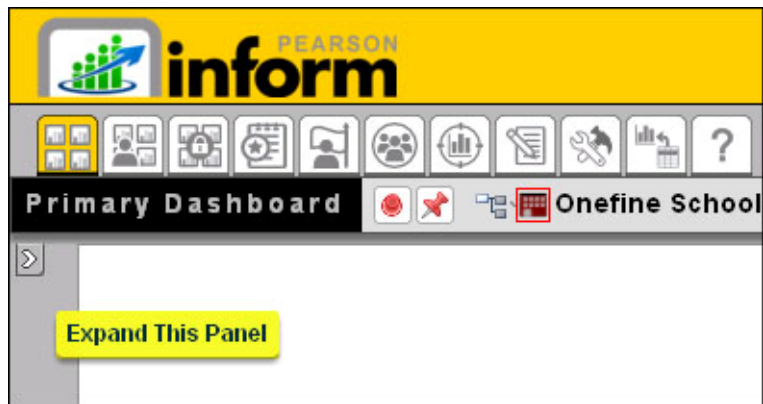 PEARSON
inform
?
Primary Dashboard
Onefine School
Expand This Panel